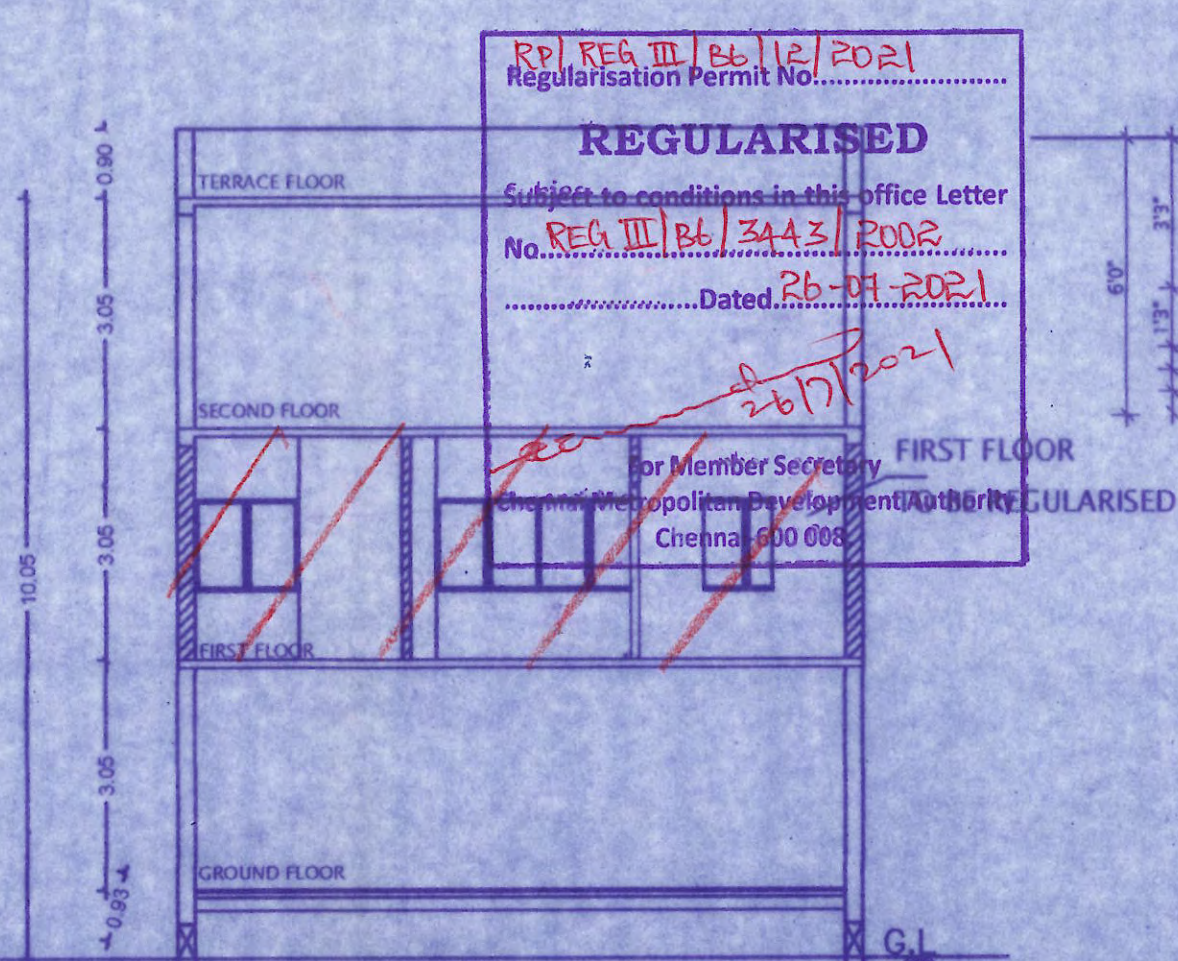 RP/ REG III/B6/12/2021
Regularisation Permit No.
REGULARISED
Subject to conditions in this office Letter
No. REG III/B6/3443/2002
Dated 26-07-2021
26/7/2021
For Member Secretary
Chennai Metropolitan Development Authority
Chennai-600 008
TERRACE FLOOR
SECOND FLOOR
FIRST FLOOR
GROUND FLOOR
FIRST FLOOR
TO BE REGULARISED
G.L
0.90
3.05
3.05
3.05
0.93
10.05
6'0"
3'3"
1'3"